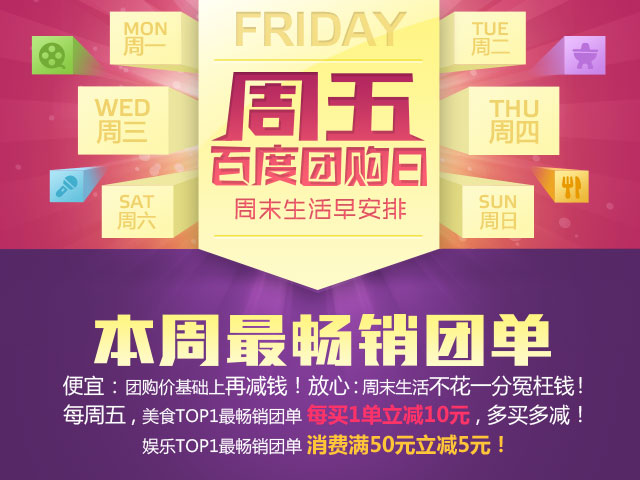 MON
周一
FRIDAY
TUE
周二
WED
周三
周五
THU
周四
百度团购日
SAT
周六
周末生活早安排
SUN
周日
本周最畅销团单
便宜：团购价基础上再减钱！放心：周末生活不花一分冤枉钱！
每周五，美食TOP1最畅销团单 每买1单立减10元，多买多减！
娱乐TOP1最畅销团单 消费满50元立减5元！